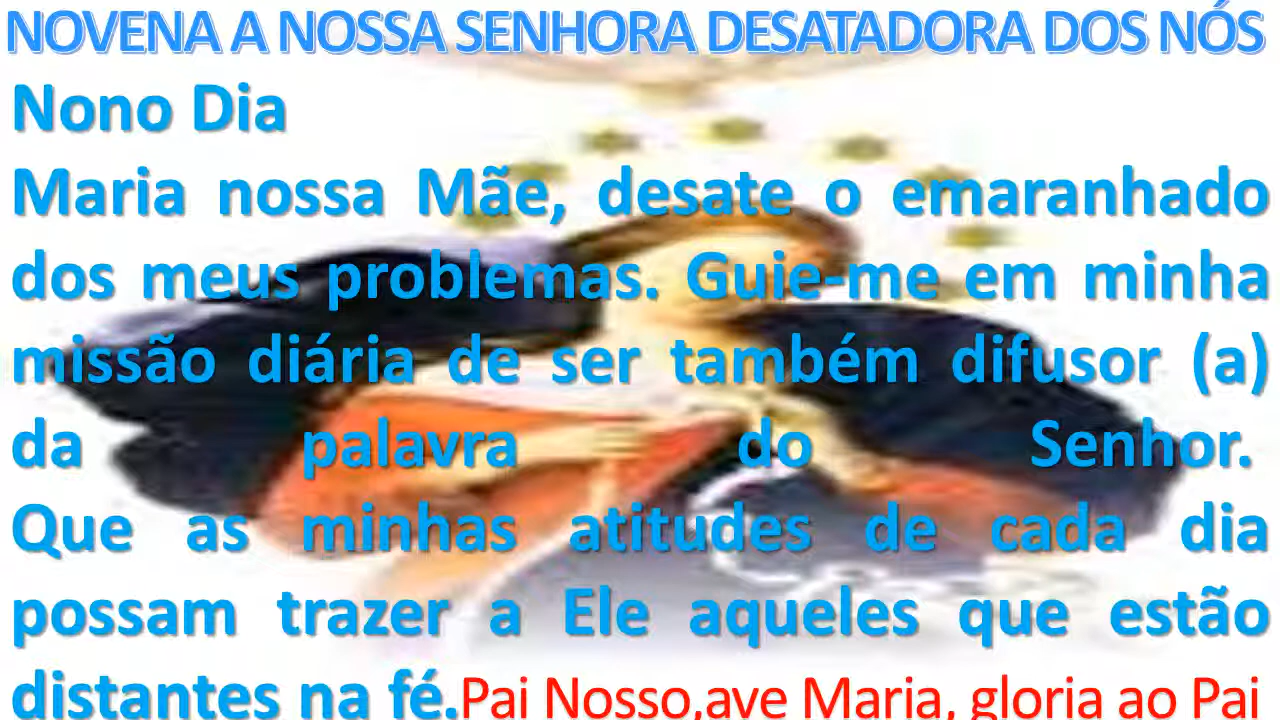 NOVENA A NOSSA SENHORA DESATADORA DOS NÓS
Nono Dia
Maria nossa Mãe, desate o emaranhado
dos meus problemas. Guie-me em minha
missão diária de ser também difusor (a)
da palavra do Senhor.
Que as minhas atitudes de cada dia
possam trazer a Ele aqueles que estão
distantes na fé.Pai Nosso,ave Maria, gloria ao Pai